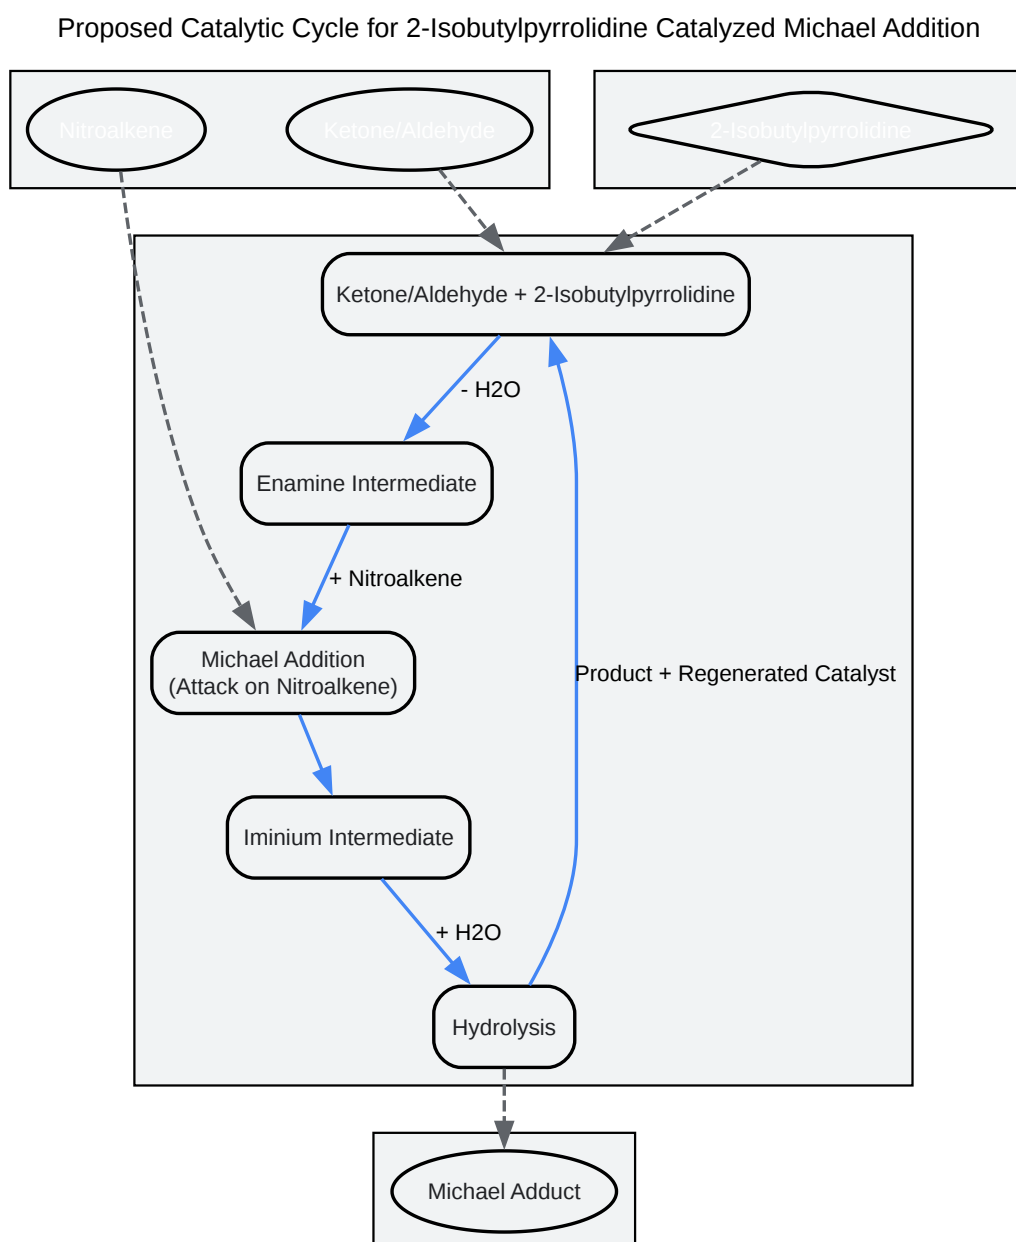 Proposed Catalytic Cycle for 2-Isobutylpyrrolidine Catalyzed Michael Addition
Nitroalkene
Ketone/Aldehyde
2-Isobutylpyrrolidine
Ketone/Aldehyde + 2-Isobutylpyrrolidine
- H2O
Enamine Intermediate
+ Nitroalkene
Michael Addition
(Attack on Nitroalkene)
Product + Regenerated Catalyst
Iminium Intermediate
+ H2O
Hydrolysis
Michael Adduct